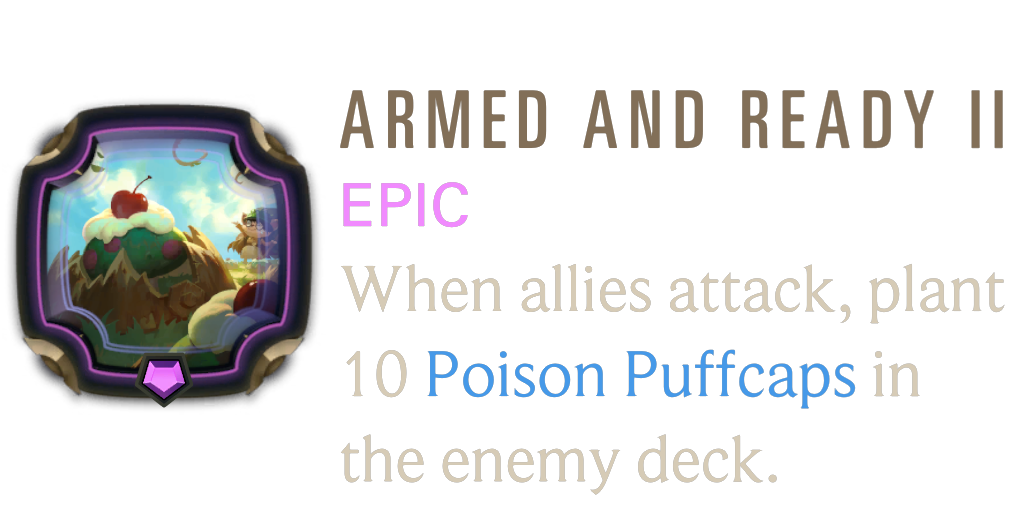 ARMED AND READY II
EPIC
When allies attack, plant
10 Poison Puffcaps in
the enemy deck.